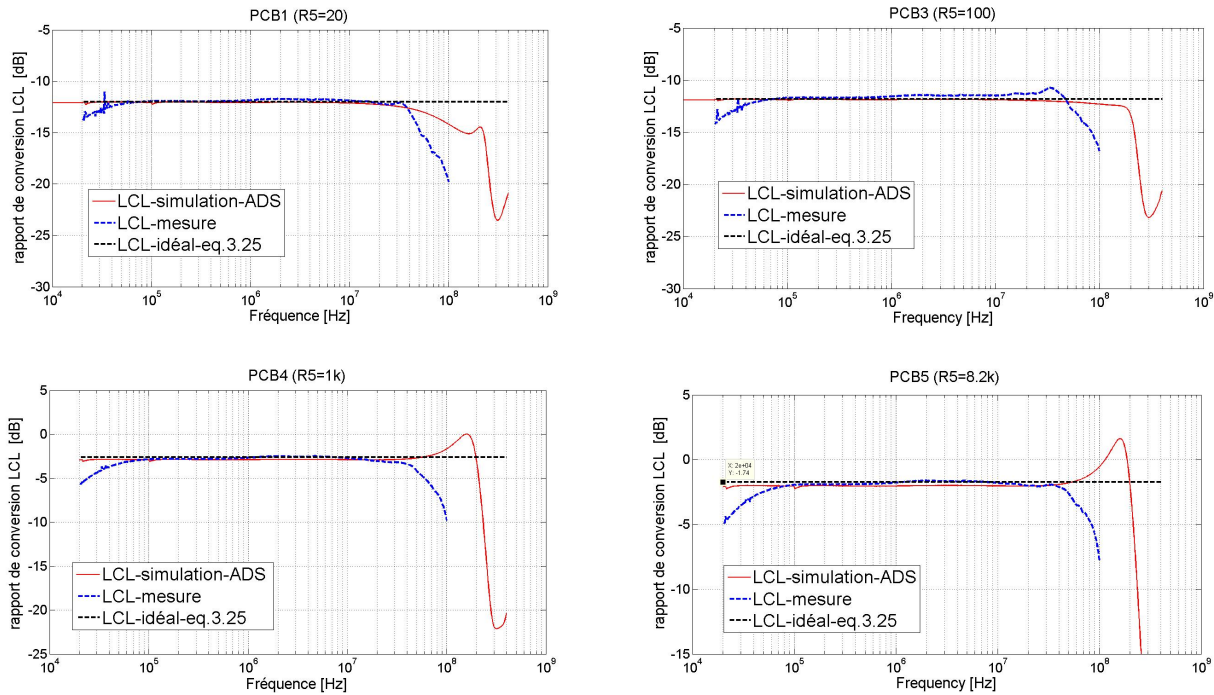 PCB1 (R5=20)
rapport de conversion LCL [dB]
-5
-10
-15
-20
-25
-30
LCL-simulation-ADS
LCL-mesure
LCL-idéal-eq.3.25
10^4 10^5 10^6 10^7 10^8 10^9
Fréquence [Hz]
PCB3 (R5=100)
rapport de conversion LCL [dB]
-5
-10
-15
-20
-25
-30
LCL-simulation-ADS
LCL-mesure
LCL-idéal-eq.3.25
10^4 10^5 10^6 10^7 10^8 10^9
Frequency [Hz]
PCB4 (R5=1k)
rapport de conversion LCL [dB]
5
0
-5
-10
-15
-20
-25
LCL-simulation-ADS
LCL-mesure
LCL-idéal-eq.3.25
10^4 10^5 10^6 10^7 10^8 10^9
Fréquence [Hz]
PCB5 (R5=8.2k)
rapport de conversion LCL [dB]
5
0
-5
-10
-15
X: 2e+04
Y: -1.74
LCL-simulation-ADS
LCL-mesure
LCL-idéal-eq.3.25
10^4 10^5 10^6 10^7 10^8 10^9
Frequency [Hz]